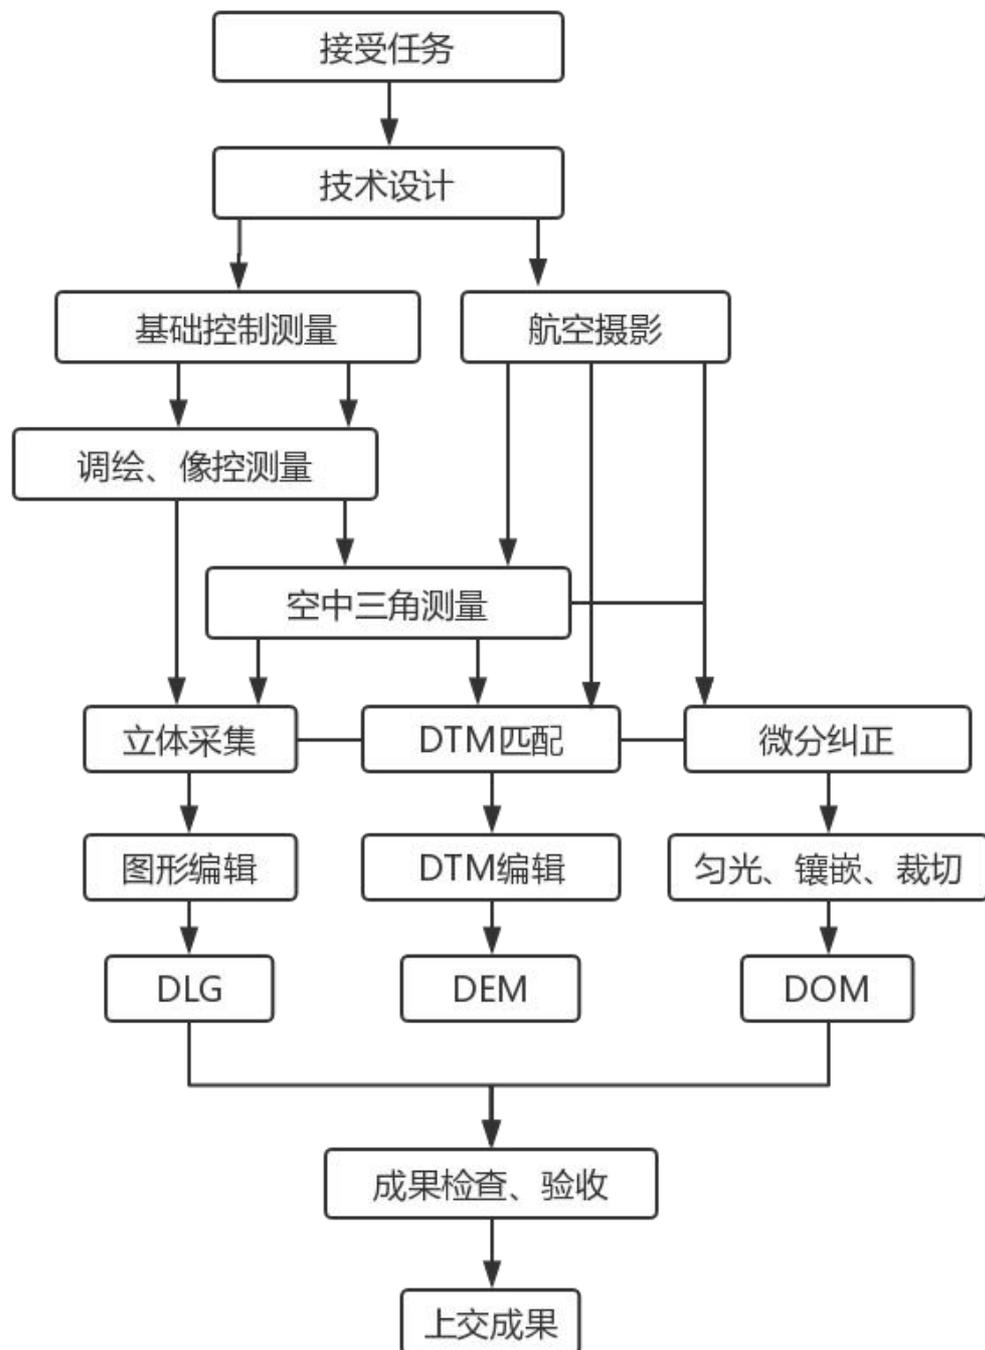 接受任务
技术设计
基础控制测量
航空摄影
调绘、像控测量
空中三角测量
立体采集
DTM匹配
微分纠正
图形编辑
DTM编辑
匀光、镶嵌、裁切
DLG
DEM
DOM
成果检查、验收
上交成果